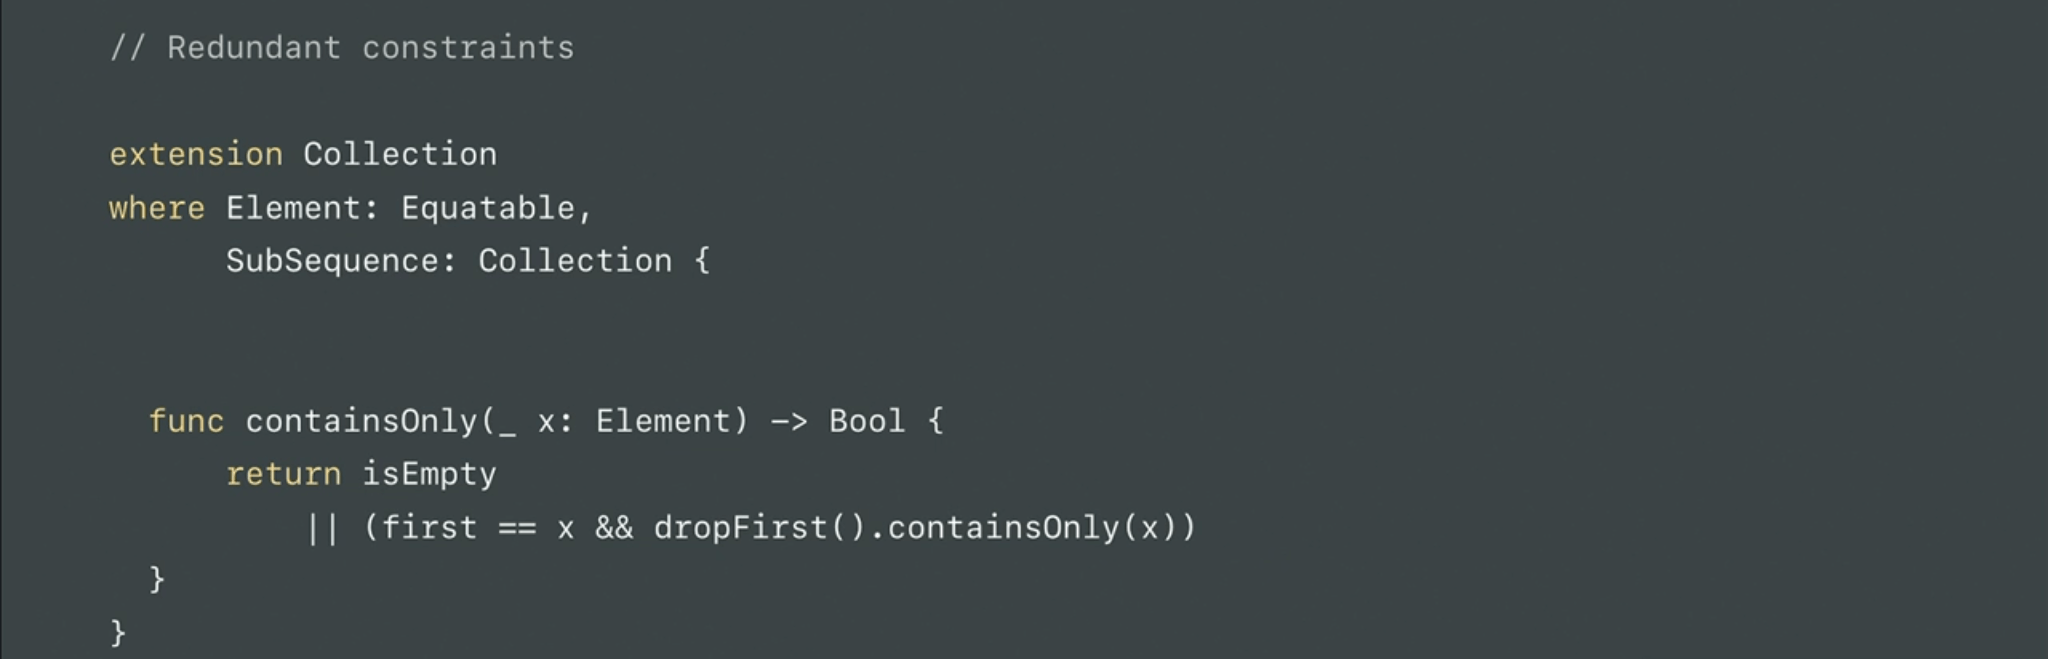 // Redundant constraints
extension Collection
where Element: Equatable,
SubSequence: Collection {
func containsOnly(_ x: Element) -> Bool {
return isEmpty
|| (first == x && dropFirst().containsOnly(x))
}
}